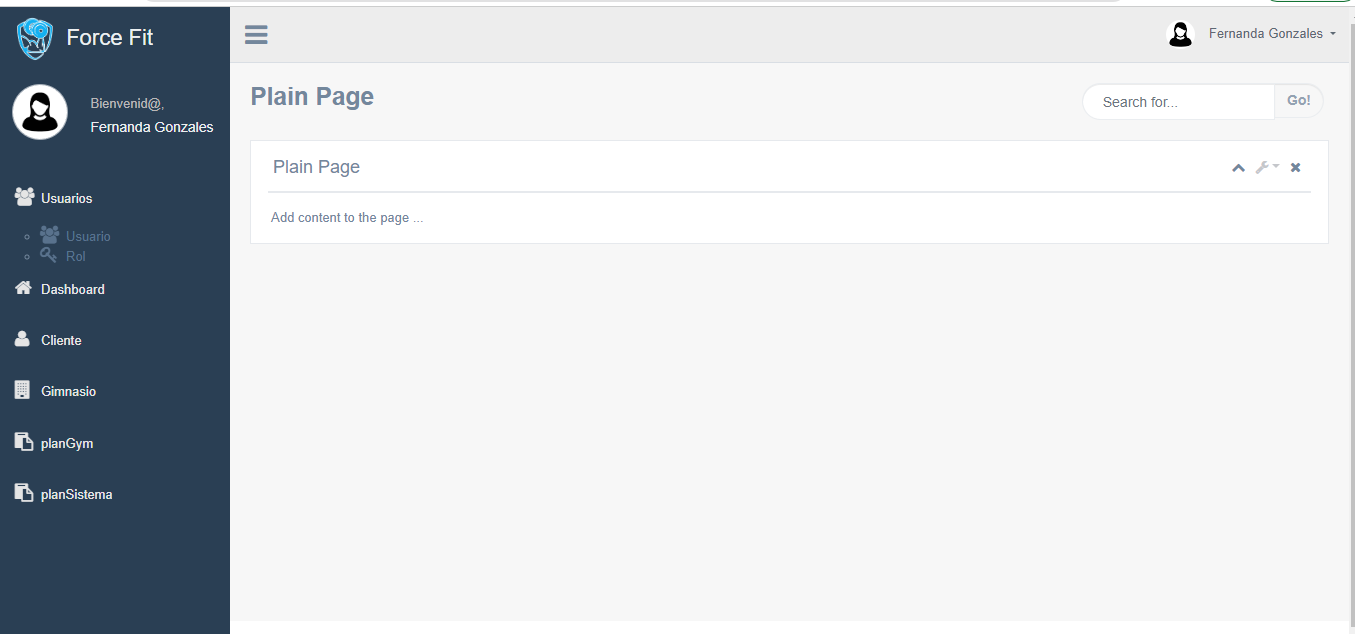 Force Fit
Bienvenid@,
Fernanda Gonzales
Usuarios
Usuario
Rol
Dashboard
Cliente
Gimnasio
planGym
planSistema
Fernanda Gonzales
Plain Page
Search for...
Go!
Plain Page
Add content to the page ...